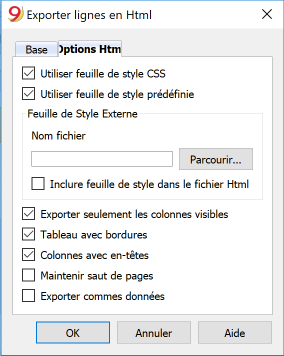 Exporter lignes en Html
Base
Options Htm
Utiliser feuille de style CSS
Utiliser feuille de style prédéfinie
Feuille de Style Externe
Nom fichier
Parcourir...
Inclure feuille de style dans le fichier Html
Exporter seulement les colonnes visibles
Tableau avec bordures
Colonnes avec en-têtes
Maintenir saut de pages
Exporter commes données
OK
Annuler
Aide